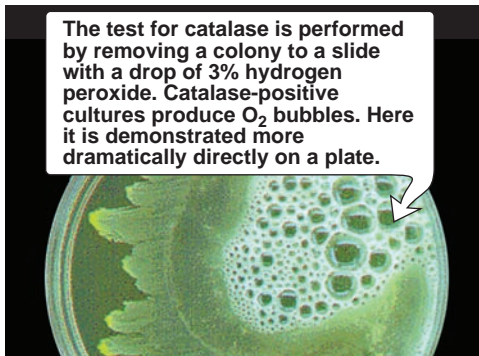 The test for catalase is performed
by removing a colony to a slide
with a drop of 3% hydrogen
peroxide. Catalase-positive
cultures produce O₂ bubbles. Here
it is demonstrated more
dramatically directly on a plate.